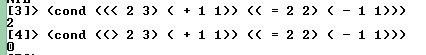 [3]> (cond ((< 2 3) ( + 1 1)) (( = 2 2) ( - 1 1)))
2
[4]> (cond ((> 2 3) ( + 1 1)) (( = 2 2) ( - 1 1)))
0